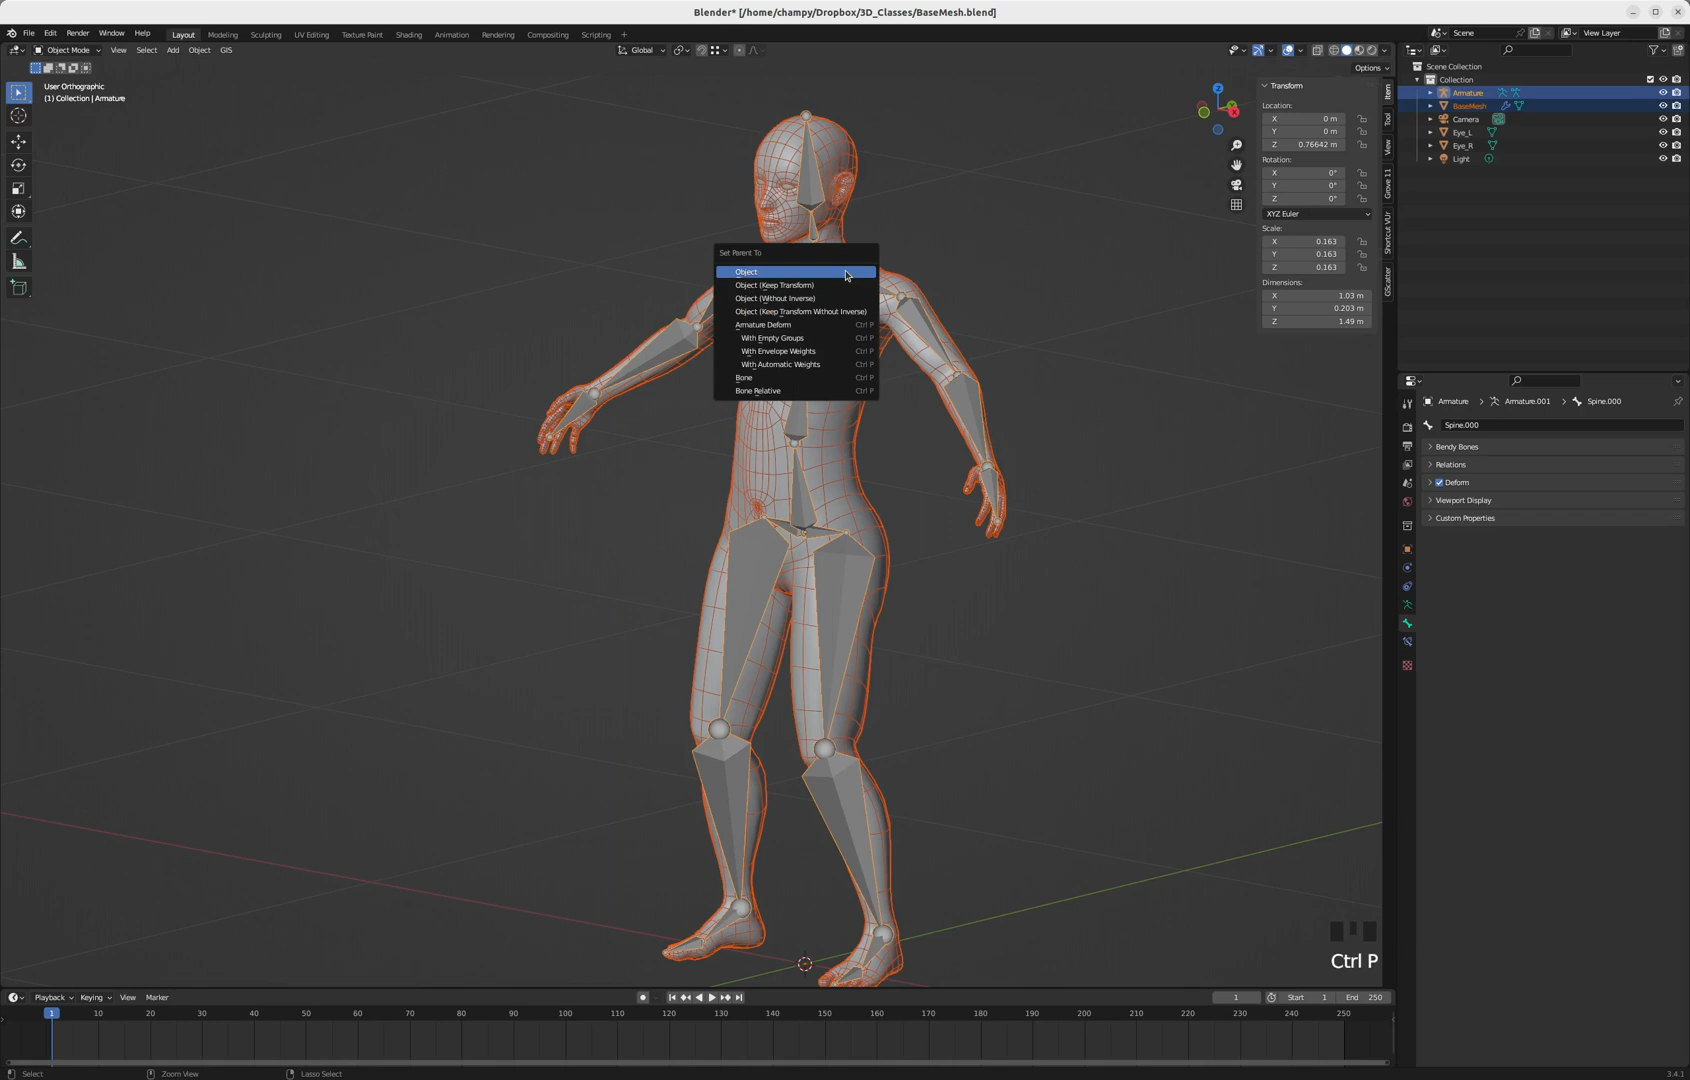 Blender* [/home/champy/Dropbox/3D_Classes/BaseMesh.blend]
File Edit Render Window Help Layout Modeling Sculpting UV Editing Texture Paint Shading Animation Rendering Compositing Scripting + Scene View Layer
Object Mode View Select Add Object GIS Global
Options
User Orthographic
(1) Collection | Armature
Transform
Location:
X 0 m
Y 0 m
Z 0.76642 m
Rotation:
X 0°
Y 0°
Z 0°
XYZ Euler
Scale:
X 0.163
Y 0.163
Z 0.163
Dimensions:
X 1.03 m
Y 0.203 m
Z 1.49 m
Item
Tool
View
Grove 11
Shortcut VUr
GScatter
Z
Set Parent To
Object
Object (Keep Transform)
Object (Without Inverse)
Object (Keep Transform Without Inverse)
Armature Deform Ctrl P
With Empty Groups Ctrl P
With Envelope Weights Ctrl P
With Automatic Weights Ctrl P
Bone Ctrl P
Bone Relative Ctrl P
Scene Collection
Collection
Armature
BaseMesh
Camera
Eye_L
Eye_R
Light
Armature > Armature.001 > Spine.000
Spine.000
Bendy Bones
Relations
Deform
Viewport Display
Custom Properties
Ctrl P
Playback Keying View Marker 1 Start 1 End 250
1 10 20 30 40 50 60 70 80 90 100 110 120 130 140 150 160 170 180 190 200 210 220 230 240 250
Select Zoom View Lasso Select 3.4.1